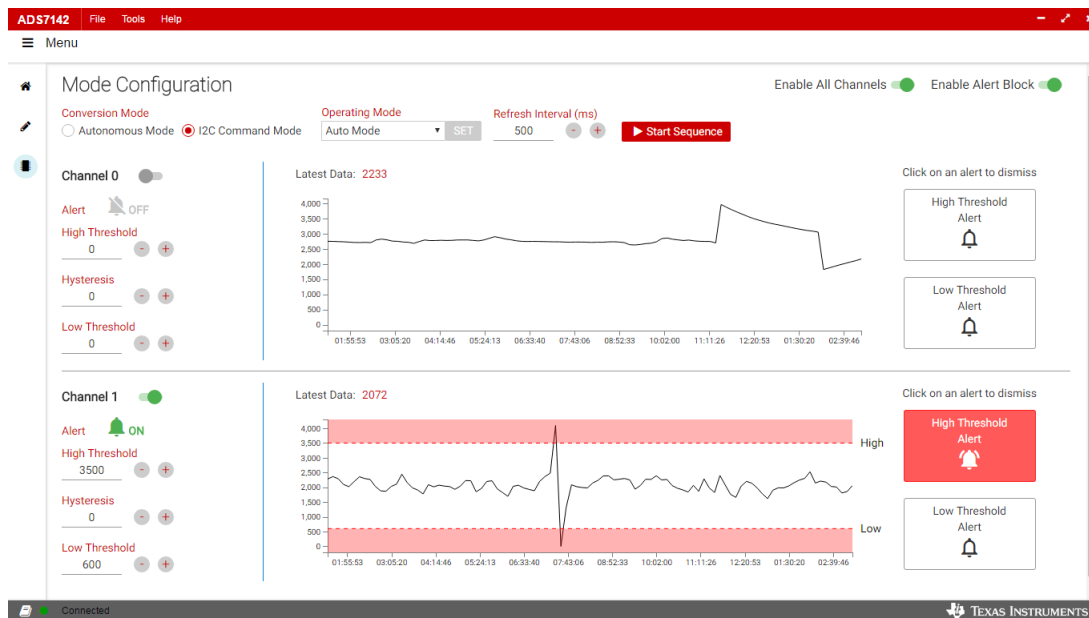 ADS7142 File Tools Help
Menu
Mode Configuration
Enable All Channels
Enable Alert Block
Conversion Mode
Autonomous Mode
I2C Command Mode
Operating Mode
Auto Mode
SET
Refresh Interval (ms)
500
-
+
Start Sequence
Channel 0
Alert
OFF
High Threshold
0
-
+
Hysteresis
0
-
+
Low Threshold
0
-
+
Latest Data: 2233
4,000
3,500
3,000
2,500
2,000
1,500
1,000
500
0
01:55:53 03:05:20 04:14:46 05:24:13 06:33:40 07:43:06 08:52:33 10:02:00 11:11:26 12:20:53 01:30:20 02:39:46
Click on an alert to dismiss
High Threshold
Alert
Low Threshold
Alert
Channel 1
Alert
ON
High Threshold
3500
-
+
Hysteresis
0
-
+
Low Threshold
600
-
+
Latest Data: 2072
4,000
3,500
3,000
2,500
2,000
1,500
1,000
500
0
High
Low
01:55:53 03:05:20 04:14:46 05:24:13 06:33:40 07:43:06 08:52:33 10:02:00 11:11:26 12:20:53 01:30:20 02:39:46
Click on an alert to dismiss
High Threshold
Alert
Low Threshold
Alert
Connected
TEXAS INSTRUMENTS